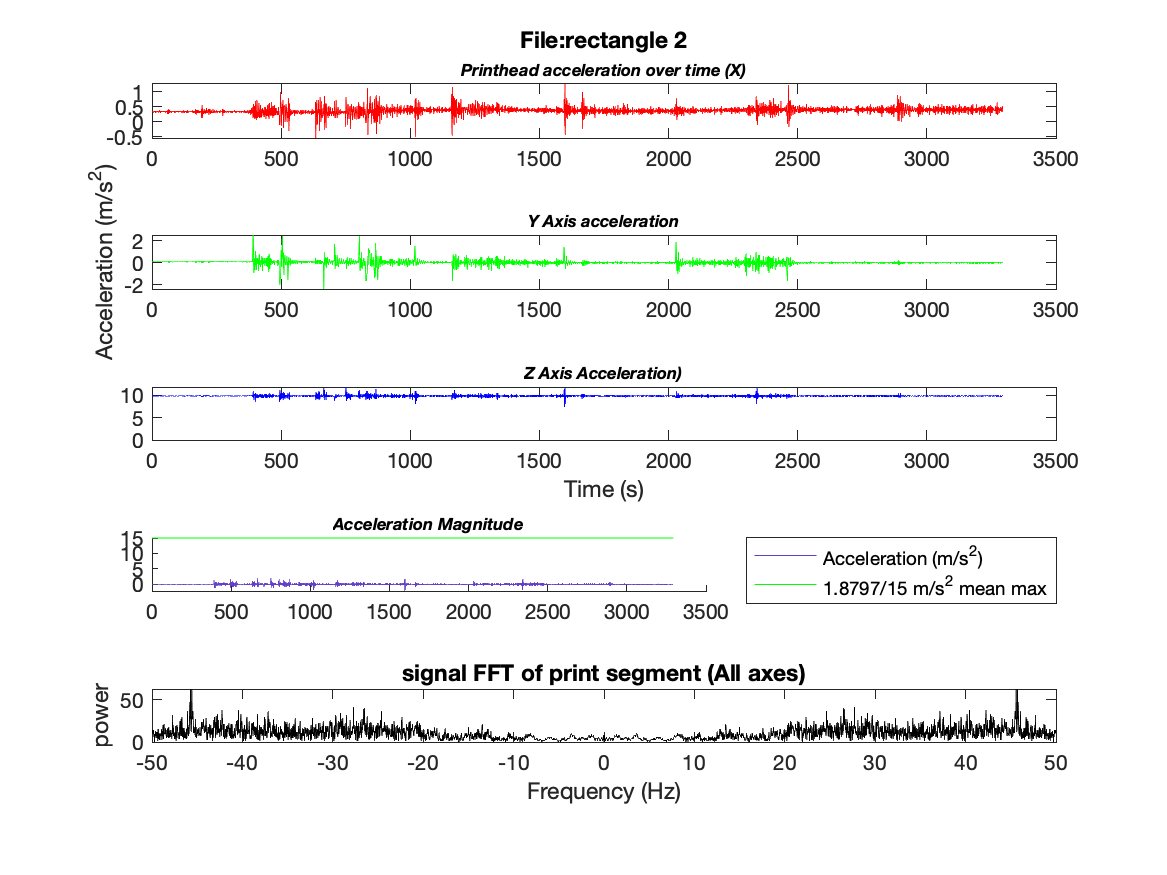 File:rectangle 2
Printhead acceleration over time (X)
1
0.5
0
-0.5
0 500 1000 1500 2000 2500 3000 3500
Acceleration (m/s²)
Y Axis acceleration
2
0
-2
0 500 1000 1500 2000 2500 3000 3500
Z Axis Acceleration)
10
5
0
0 500 1000 1500 2000 2500 3000 3500
Time (s)
Acceleration Magnitude
15
10
5
0
0 500 1000 1500 2000 2500 3000 3500
Acceleration (m/s²)
1.8797/15 m/s² mean max
signal FFT of print segment (All axes)
power
50
0
-50 -40 -30 -20 -10 0 10 20 30 40 50
Frequency (Hz)